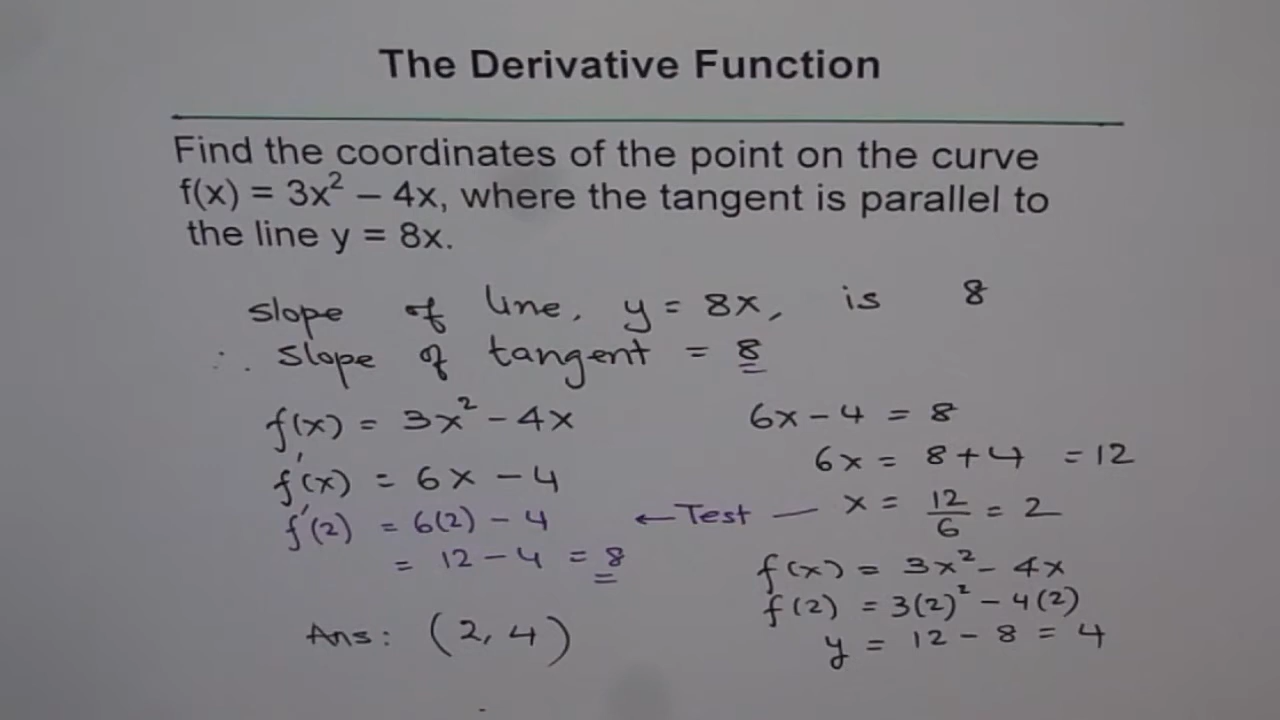 The Derivative Function
Find the coordinates of the point on the curve
f(x) = 3x² – 4x, where the tangent is parallel to
the line y = 8x.
slope of line, y = 8x, is 8
∴ slope of tangent = 8
f(x) = 3x² - 4x
f'(x) = 6x - 4
f'(2) = 6(2) - 4
= 12 - 4 = 8
Ans: (2, 4)
6x - 4 = 8
6x = 8 + 4 = 12
← Test — x = 12/6 = 2
f(x) = 3x² - 4x
f(2) = 3(2)² - 4(2)
y = 12 - 8 = 4